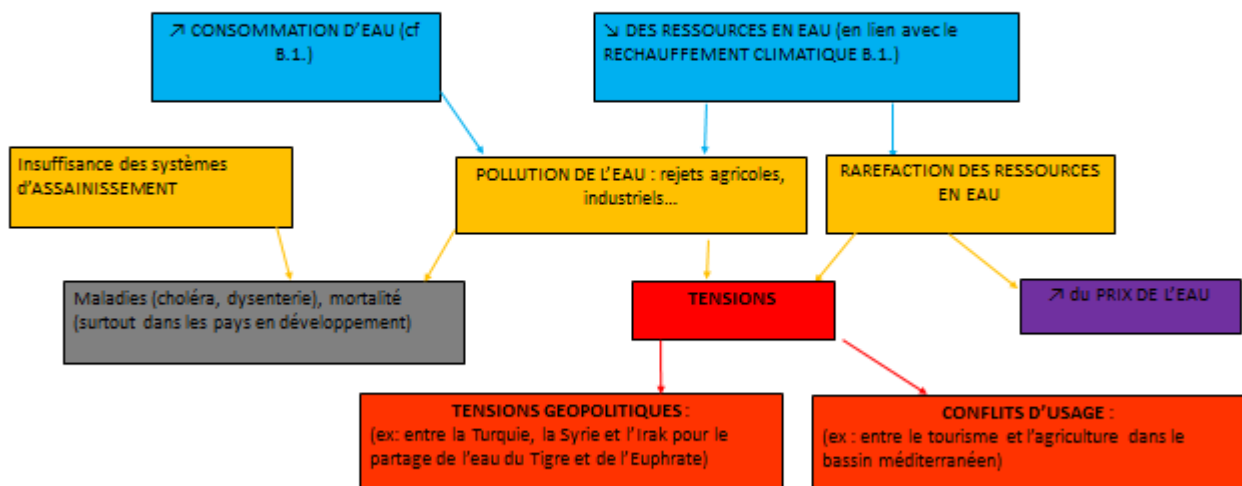 ↗ CONSOMMATION D'EAU (cf
B.1.)
↘ DES RESSOURCES EN EAU (en lien avec le
RECHAUFFEMENT CLIMATIQUE B.1.)
Insuffisance des systèmes
d'ASSAINISSEMENT
POLLUTION DE L'EAU : rejets agricoles,
industriels...
RAREFACTION DES RESSOURCES
EN EAU
Maladies (choléra, dysenterie), mortalité
(surtout dans les pays en développement)
TENSIONS
↗ du PRIX DE L'EAU
TENSIONS GEOPOLITIQUES :
(ex: entre la Turquie, la Syrie et l'Irak pour le
partage de l'eau du Tigre et de l'Euphrate)
CONFLITS D'USAGE :
(ex : entre le tourisme et l'agriculture dans le
bassin méditerranéen)